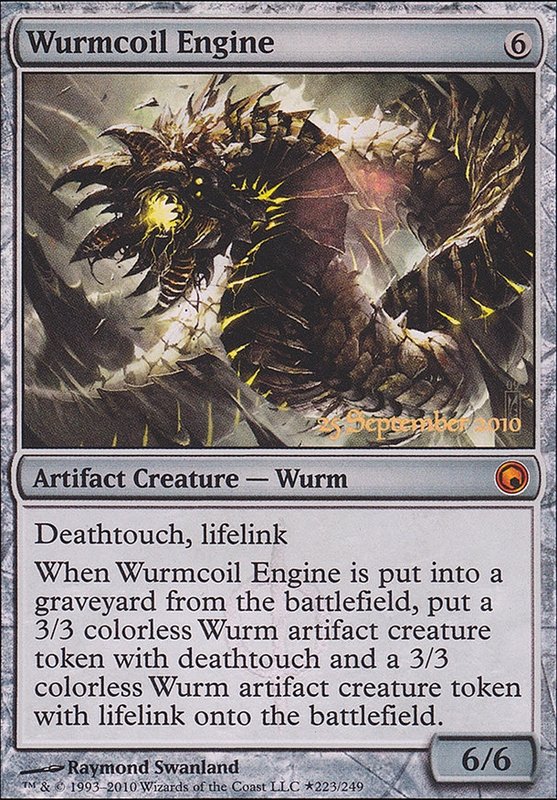 Wurmcoil Engine 6
25 September 2010
Artifact Creature — Wurm
Deathtouch, lifelink
When Wurmcoil Engine is put into a
graveyard from the battlefield, put a
3/3 colorless Wurm artifact creature
token with deathtouch and a 3/3
colorless Wurm artifact creature token
with lifelink onto the battlefield.
Raymond Swanland
6/6
™ & © 1993–2010 Wizards of the Coast LLC ★223/249